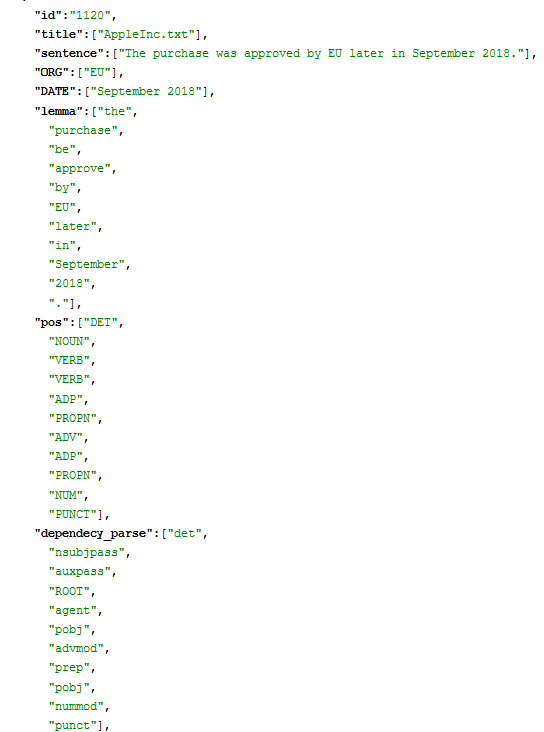 "id":"1120",
"title":["AppleInc.txt"],
"sentence":["The purchase was approved by EU later in September 2018."],
"ORG":["EU"],
"DATE":["September 2018"],
"lemma":["the",
"purchase",
"be",
"approve",
"by",
"EU",
"later",
"in",
"September",
"2018",
"."],
"pos":["DET",
"NOUN",
"VERB",
"VERB",
"ADP",
"PROPN",
"ADV",
"ADP",
"PROPN",
"NUM",
"PUNCT"],
"dependecy_parse":["det",
"nsubjpass",
"auxpass",
"ROOT",
"agent",
"pobj",
"advmod",
"prep",
"pobj",
"nummod",
"punct"],